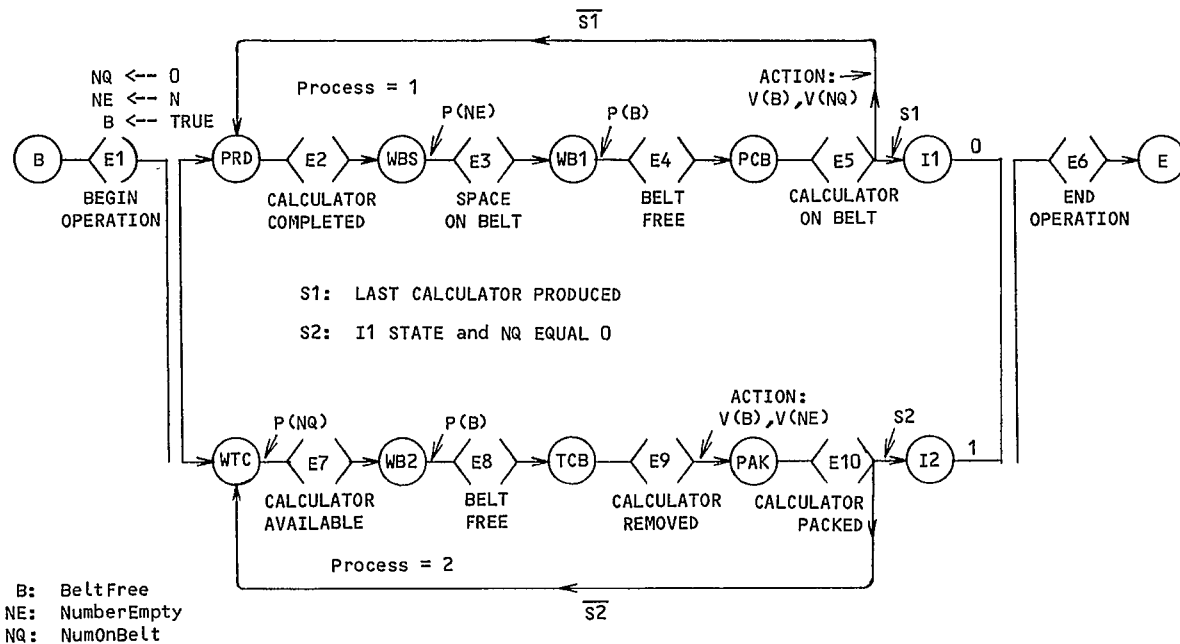 S1
NQ <-- 0
NE <-- N
B <-- TRUE
Process = 1
ACTION:
V(B),V(NQ)
P(NE)
P(B)
S1
B
E1
PRD
E2
WBS
E3
WB1
E4
PCB
E5
I1
0
E6
E
BEGIN
OPERATION
CALCULATOR
COMPLETED
SPACE
ON BELT
BELT
FREE
CALCULATOR
ON BELT
END
OPERATION
S1: LAST CALCULATOR PRODUCED
S2: I1 STATE and NQ EQUAL 0
ACTION:
V(B),V(NE)
P(NQ)
P(B)
S2
WTC
E7
WB2
E8
TCB
E9
PAK
E10
I2
1
CALCULATOR
AVAILABLE
BELT
FREE
CALCULATOR
REMOVED
CALCULATOR
PACKED
Process = 2
S2
B: BeltFree
NE: NumberEmpty
NQ: NumOnBelt